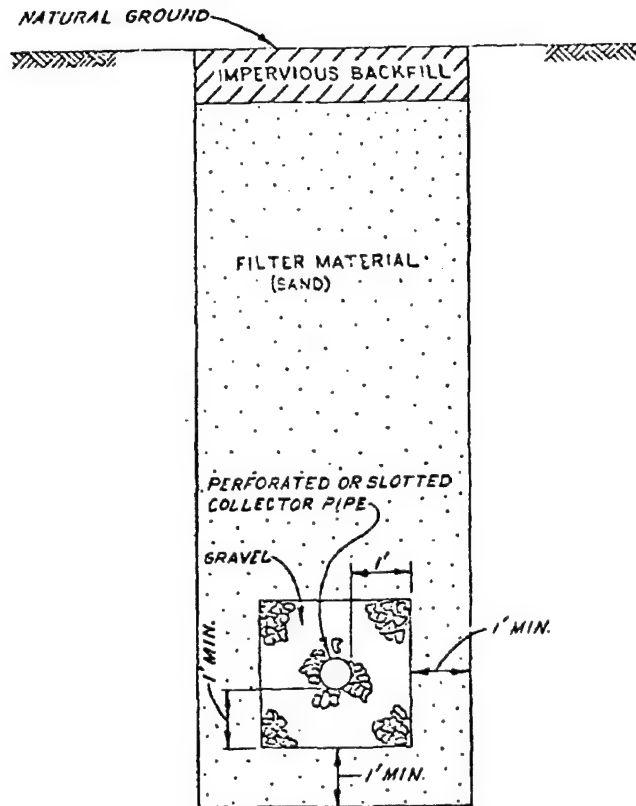 NATURAL GROUND
IMPERVIOUS BACKFILL
FILTER MATERIAL
(SAND)
PERFORATED OR SLOTTED
COLLECTOR PIPE
GRAVEL
1'
1' MIN.
1' MIN.
1' MIN.